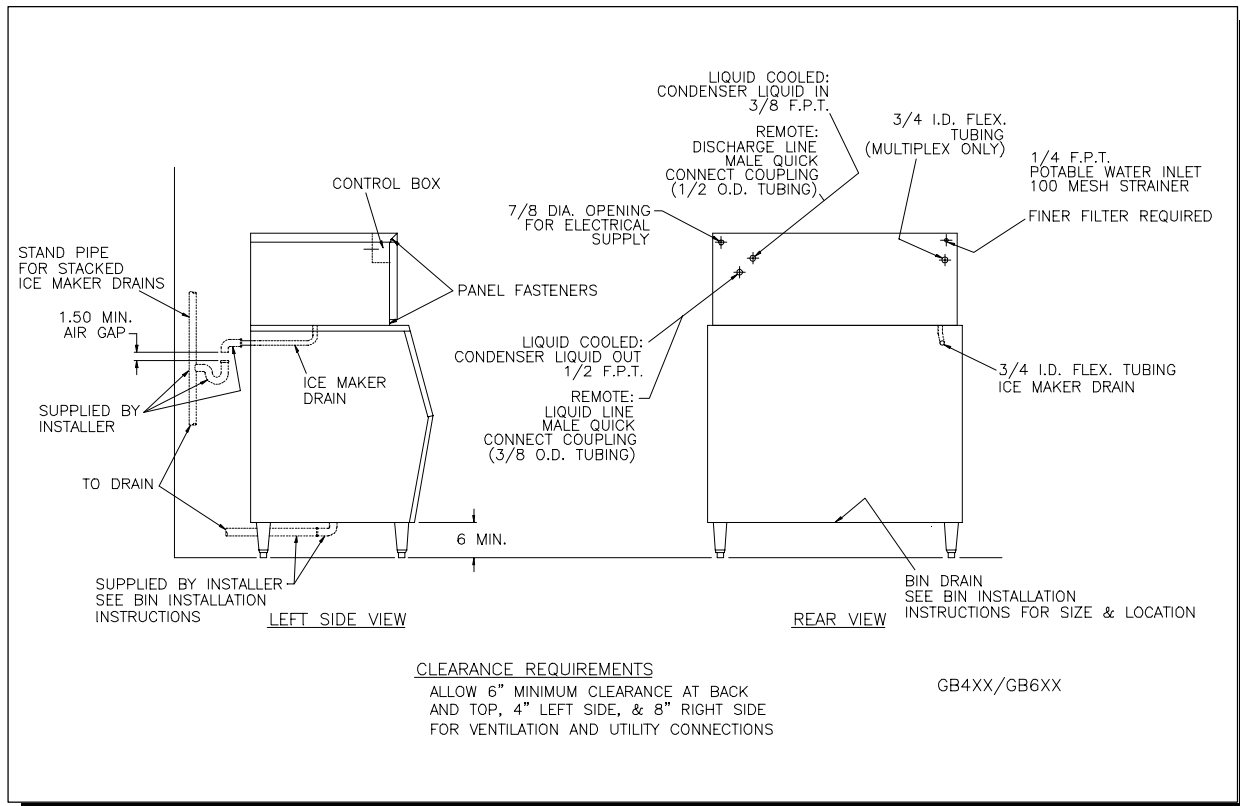 LIQUID COOLED:
CONDENSER LIQUID IN
3/8 F.P.T.
REMOTE:
DISCHARGE LINE
MALE QUICK
CONNECT COUPLING
(1/2 O.D. TUBING)
3/4 I.D. FLEX.
TUBING
(MULTIPLEX ONLY)
1/4 F.P.T.
POTABLE WATER INLET
100 MESH STRAINER
FINER FILTER REQUIRED
CONTROL BOX
7/8 DIA. OPENING
FOR ELECTRICAL
SUPPLY
STAND PIPE
FOR STACKED
ICE MAKER DRAINS
PANEL FASTENERS
1.50 MIN.
AIR GAP
LIQUID COOLED:
CONDENSER LIQUID OUT
1/2 F.P.T.
REMOTE:
LIQUID LINE
MALE QUICK
CONNECT COUPLING
(3/8 O.D. TUBING)
ICE MAKER
DRAIN
3/4 I.D. FLEX. TUBING
ICE MAKER DRAIN
SUPPLIED BY
INSTALLER
TO DRAIN
6 MIN.
SUPPLIED BY INSTALLER
SEE BIN INSTALLATION
INSTRUCTIONS
BIN DRAIN
SEE BIN INSTALLATION
INSTRUCTIONS FOR SIZE & LOCATION
LEFT SIDE VIEW
REAR VIEW
CLEARANCE REQUIREMENTS
ALLOW 6" MINIMUM CLEARANCE AT BACK
AND TOP, 4" LEFT SIDE, & 8" RIGHT SIDE
FOR VENTILATION AND UTILITY CONNECTIONS
GB4XX/GB6XX